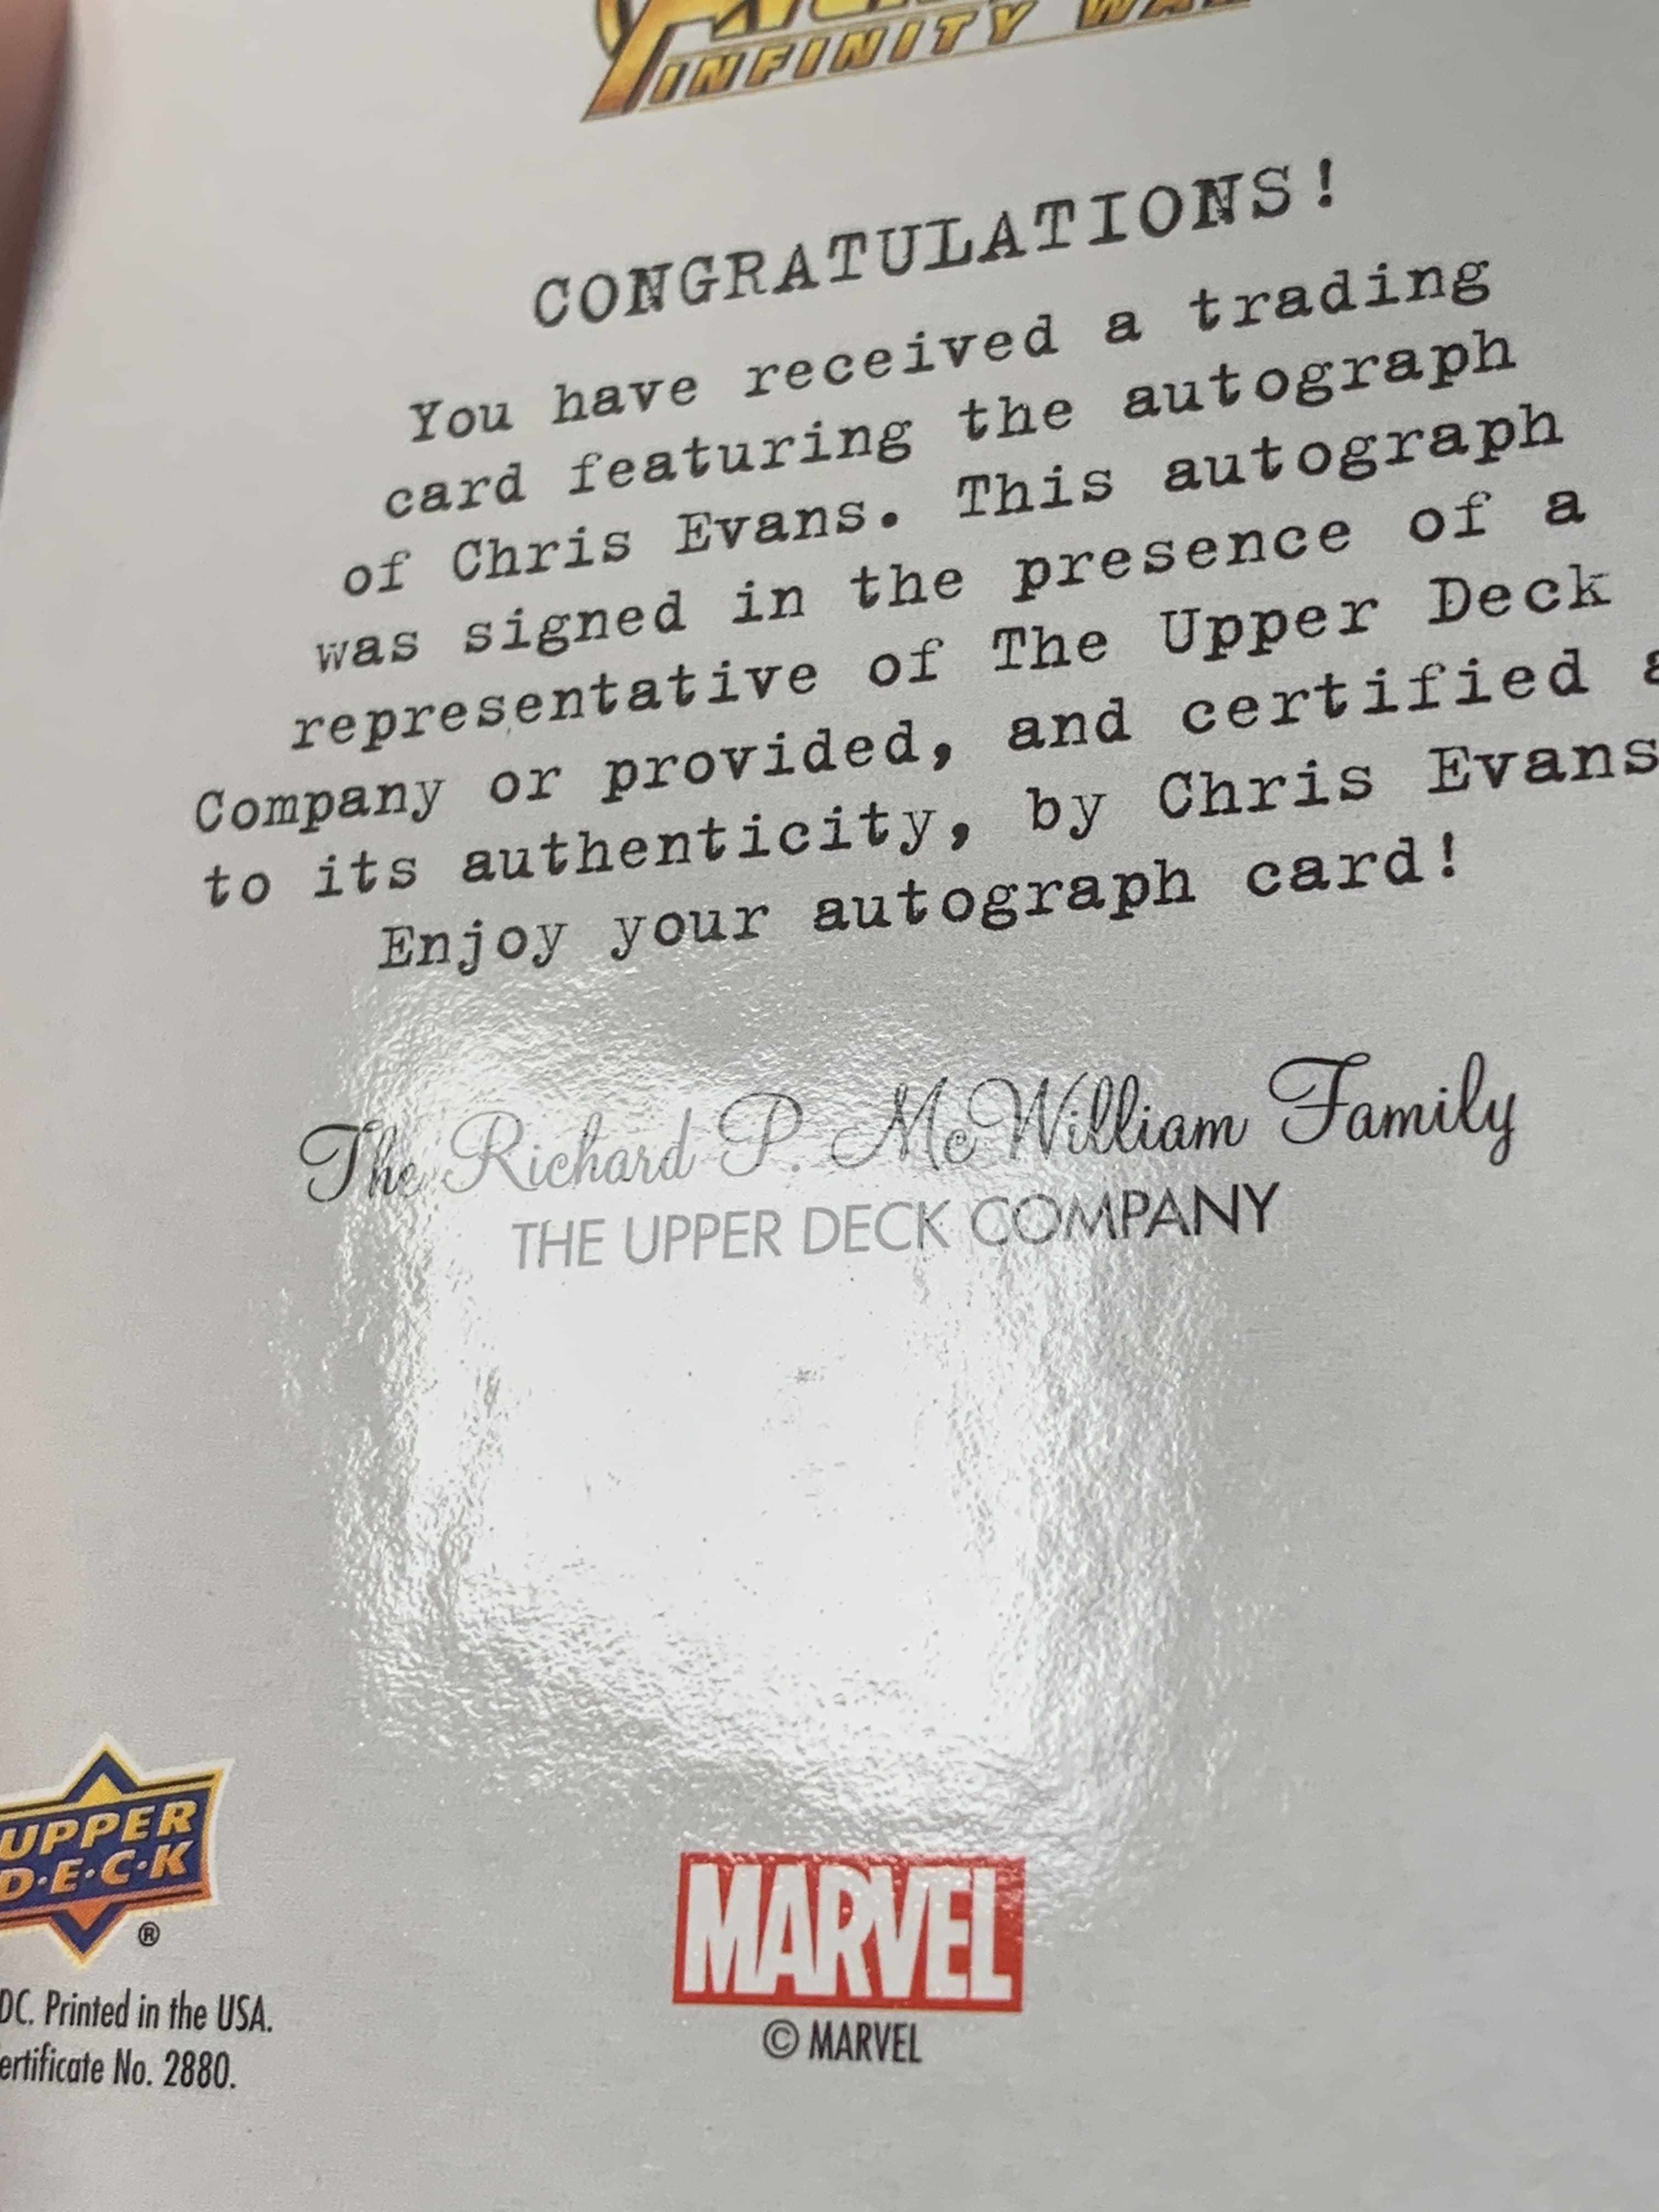 INFINITY
CONGRATULATIONS!
You have received a trading
card featuring the autograph
of Chris Evans. This autograph
was signed in the presence of a
representative of The Upper Deck
Company or provided, and certified
to its authenticity, by Chris Evans
Enjoy your autograph card!
The Richard P. McWilliam Family
THE UPPER DECK COMPANY
UPPER
D·E·C·K
®
MARVEL
© MARVEL
Printed in the USA.
No. 2880.